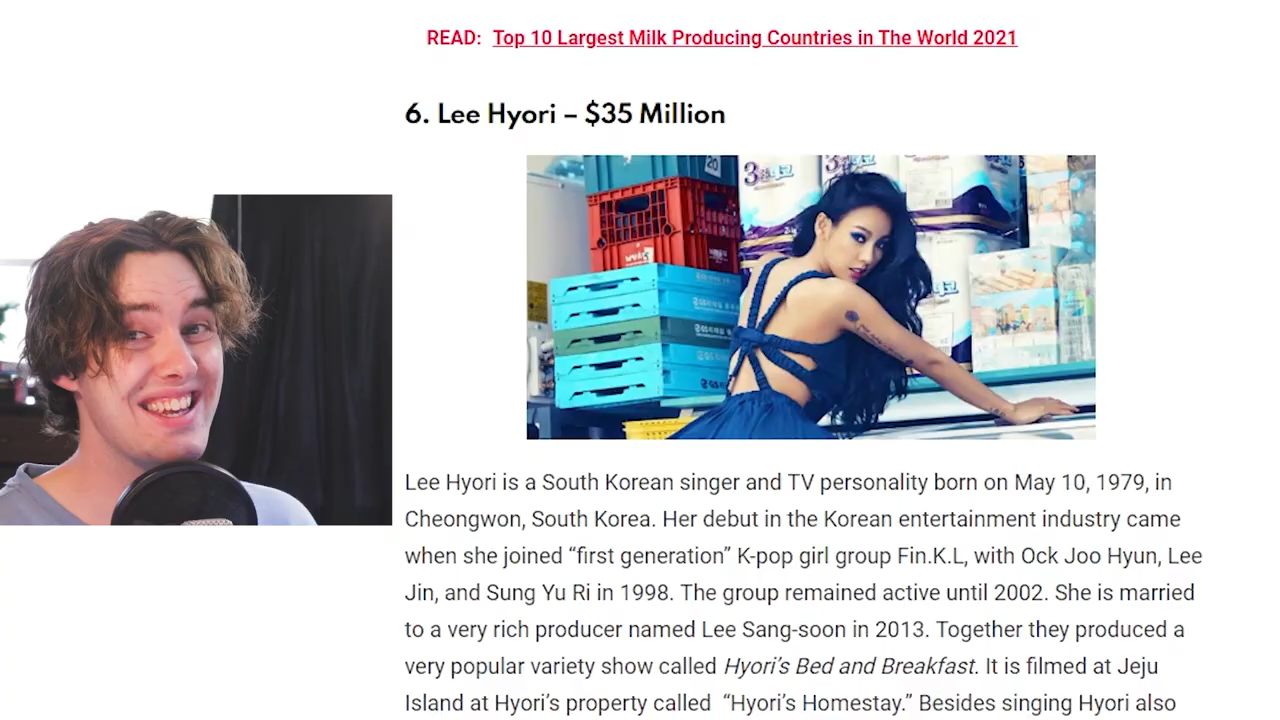 READ: Top 10 Largest Milk Producing Countries in The World 2021
6. Lee Hyori – $35 Million
20
Lee Hyori is a South Korean singer and TV personality born on May 10, 1979, in
Cheongwon, South Korea. Her debut in the Korean entertainment industry came
when she joined “first generation” K-pop girl group Fin.K.L, with Ock Joo Hyun, Lee
Jin, and Sung Yu Ri in 1998. The group remained active until 2002. She is married
to a very rich producer named Lee Sang-soon in 2013. Together they produced a
very popular variety show called Hyori’s Bed and Breakfast. It is filmed at Jeju
Island at Hyori’s property called “Hyori’s Homestay.” Besides singing Hyori also